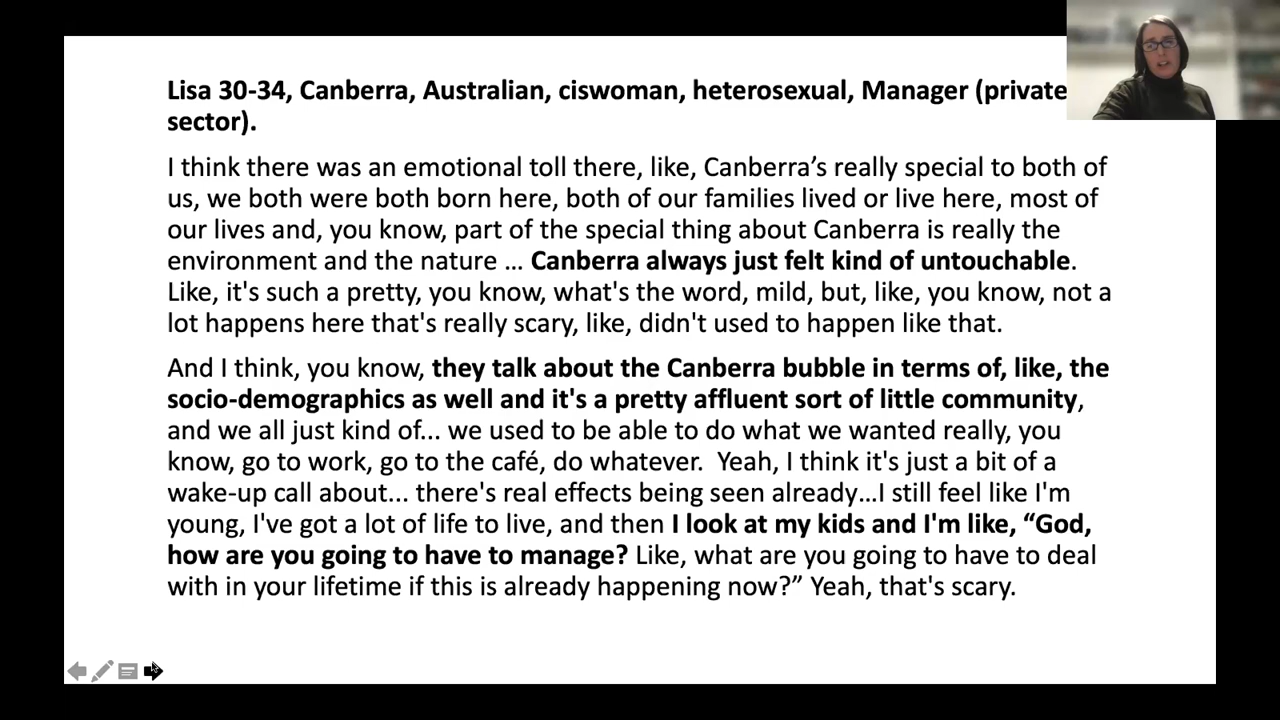 Lisa 30-34, Canberra, Australian, ciswoman, heterosexual, Manager (private
sector).
I think there was an emotional toll there, like, Canberra’s really special to both of
us, we both were both born here, both of our families lived or live here, most of
our lives and, you know, part of the special thing about Canberra is really the
environment and the nature … Canberra always just felt kind of untouchable.
Like, it's such a pretty, you know, what's the word, mild, but, like, you know, not a
lot happens here that's really scary, like, didn't used to happen like that.
And I think, you know, they talk about the Canberra bubble in terms of, like, the
socio-demographics as well and it's a pretty affluent sort of little community,
and we all just kind of... we used to be able to do what we wanted really, you
know, go to work, go to the café, do whatever.  Yeah, I think it's just a bit of a
wake-up call about... there's real effects being seen already…I still feel like I'm
young, I've got a lot of life to live, and then I look at my kids and I'm like, “God,
how are you going to have to manage? Like, what are you going to have to deal
with in your lifetime if this is already happening now?” Yeah, that's scary.